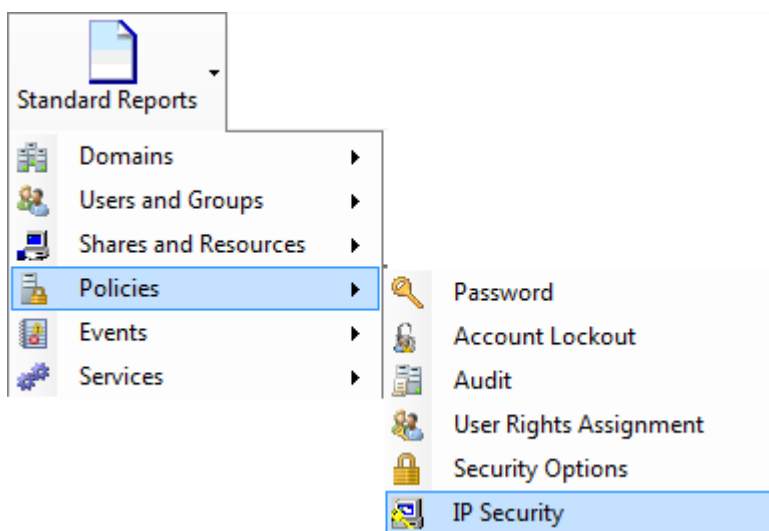 Standard Reports
Domains
Users and Groups
Shares and Resources
Policies
Events
Services
Password
Account Lockout
Audit
User Rights Assignment
Security Options
IP Security